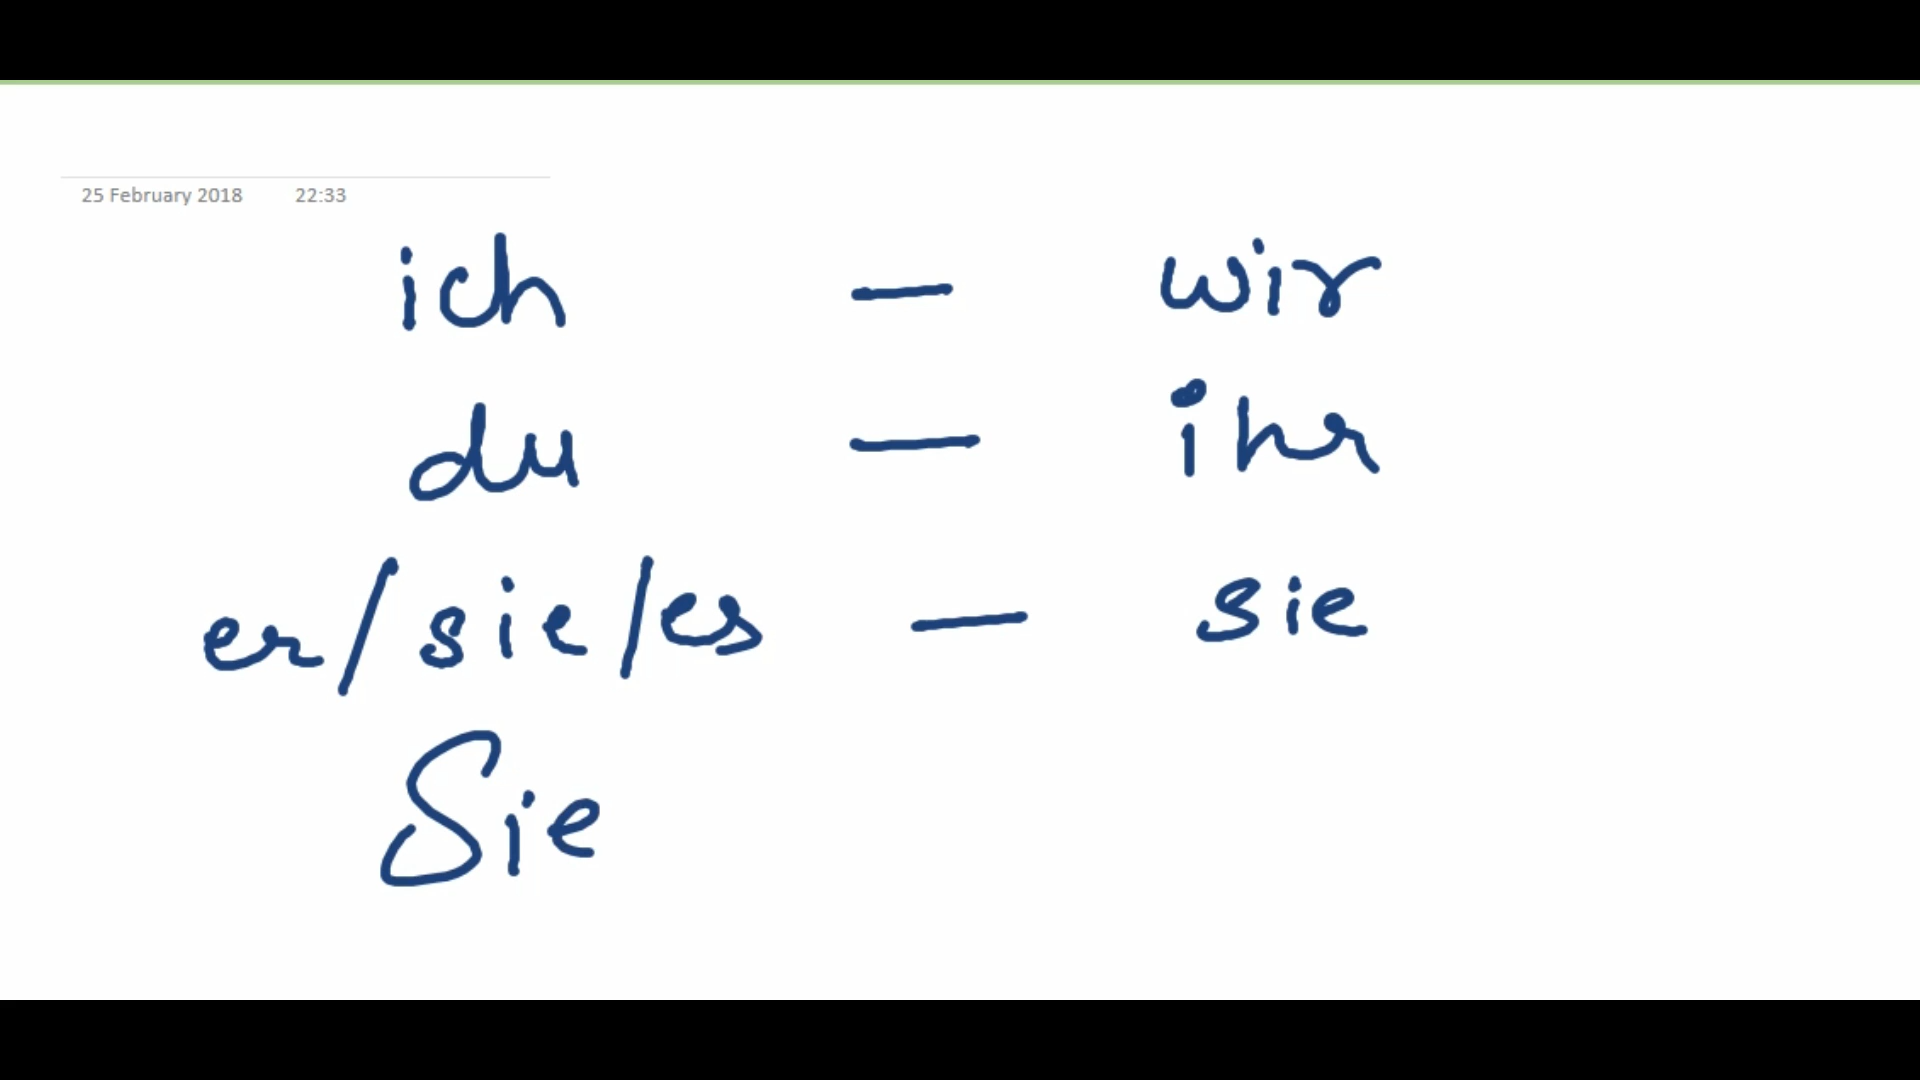 25 February 2018 22:33
ich — wir
du — ihr
er/sie/es — sie
Sie